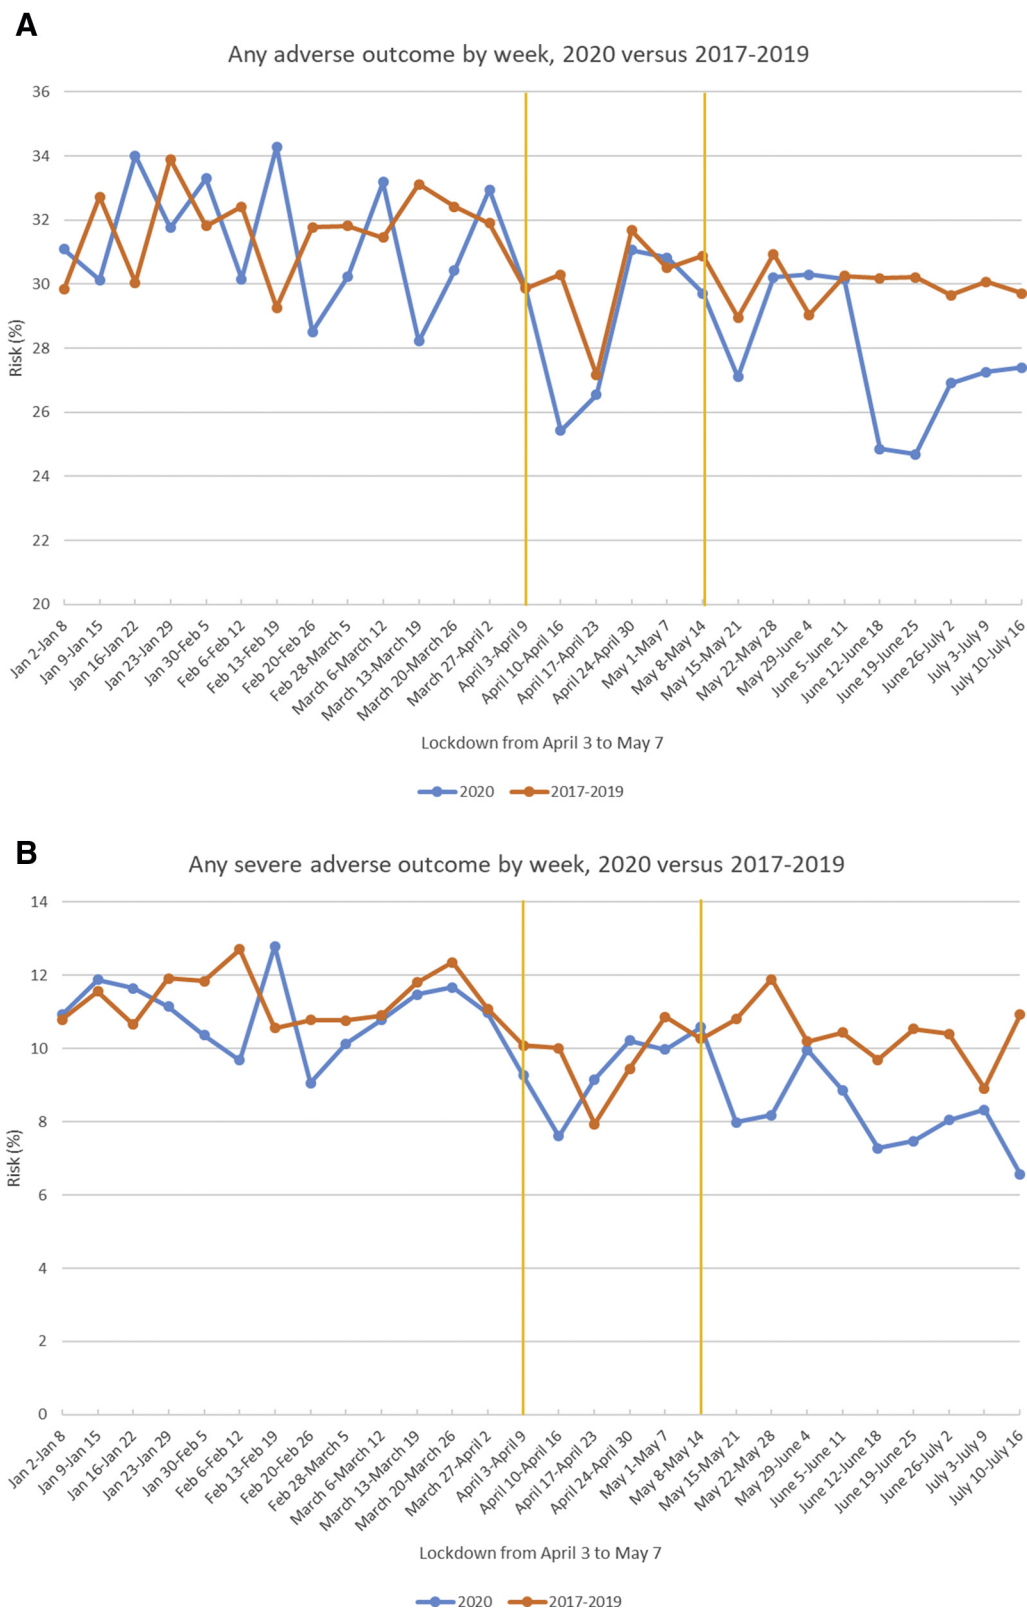 A
Any adverse outcome by week, 2020 versus 2017-2019
36
34
32
30
28
26
24
22
20
Risk (%)
Jan 2-Jan 8
Jan 9-Jan 15
Jan 16-Jan 22
Jan 23-Jan 29
Jan 30-Feb 5
Feb 6-Feb 12
Feb 13-Feb 19
Feb 20-Feb 26
Feb 28-March 5
March 6-March 12
March 13-March 19
March 20-March 26
March 27-April 2
April 3-April 9
April 10-April 16
April 17-April 23
April 24-April 30
May 1-May 7
May 8-May 14
May 15-May 21
May 22-May 28
May 29-June 4
June 5-June 11
June 12-June 18
June 19-June 25
June 26-July 2
July 3-July 9
July 10-July 16
Lockdown from April 3 to May 7
2020 2017-2019
B
Any severe adverse outcome by week, 2020 versus 2017-2019
14
12
10
8
6
4
2
0
Risk (%)
Jan 2-Jan 8
Jan 9-Jan 15
Jan 16-Jan 22
Jan 23-Jan 29
Jan 30-Feb 5
Feb 6-Feb 12
Feb 13-Feb 19
Feb 20-Feb 26
Feb 28-March 5
March 6-March 12
March 13-March 19
March 20-March 26
March 27-April 2
April 3-April 9
April 10-April 16
April 17-April 23
April 24-April 30
May 1-May 7
May 8-May 14
May 15-May 21
May 22-May 28
May 29-June 4
June 5-June 11
June 12-June 18
June 19-June 25
June 26-July 2
July 3-July 9
July 10-July 16
Lockdown from April 3 to May 7
2020 2017-2019